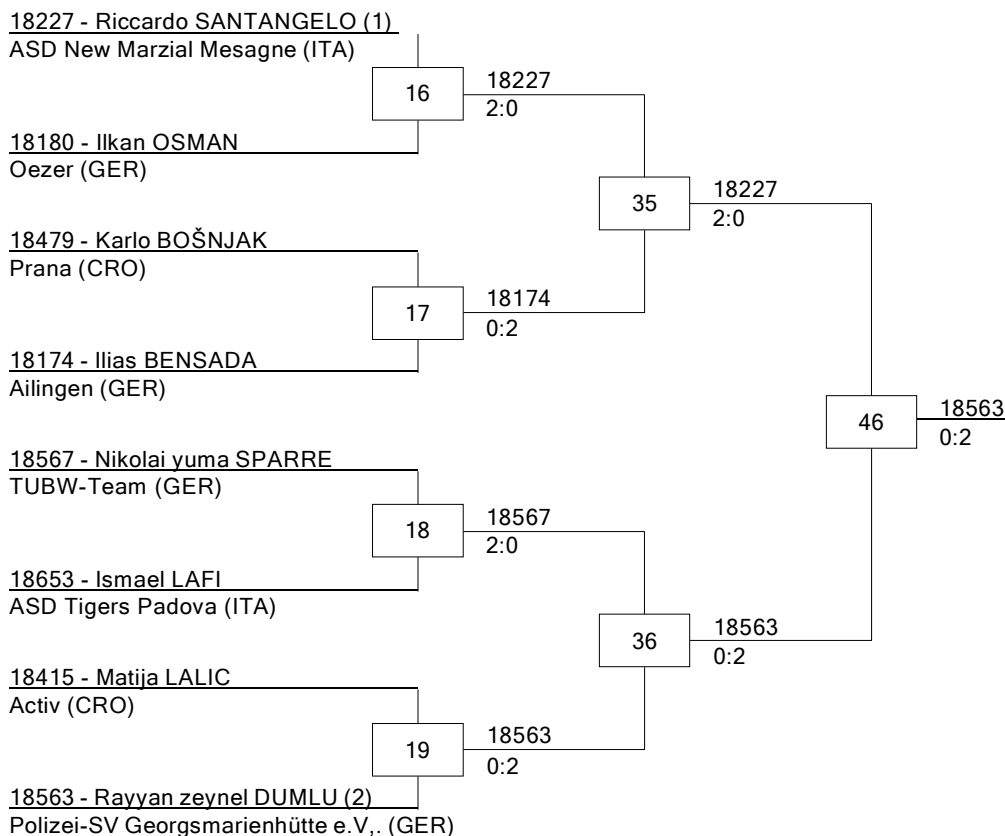 18227 - Riccardo SANTANGELO (1)
ASD New Marzial Mesagne (ITA)
16
18227
2:0
18180 - Ilkan OSMAN
Oezer (GER)
35
18227
2:0
18479 - Karlo BOŠNJAK
Prana (CRO)
17
18174
0:2
18174 - Ilias BENSADA
Ailingen (GER)
46
18563
0:2
18567 - Nikolai yuma SPARRE
TUBW-Team (GER)
18
18567
2:0
18653 - Ismael LAFI
ASD Tigers Padova (ITA)
36
18563
0:2
18415 - Matija LALIC
Activ (CRO)
19
18563
0:2
18563 - Rayyan zeynel DUMLU (2)
Polizei-SV Georgsmarienhütte e.V,. (GER)